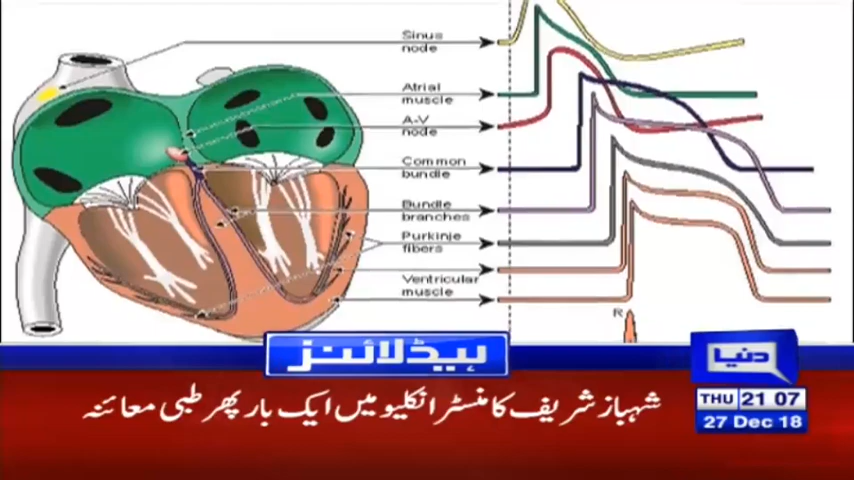 Sinus
node
Atrial
muscle
A-V
node
Common
bundle
Bundle
branches
Purkinje
fibers
Ventricular
muscle
R
ہیڈلائنز
دنیا
شہباز شریف کا منسٹر انکلیو میں ایک بار پھر طبی معائنہ
THU 21 07
27 Dec 18